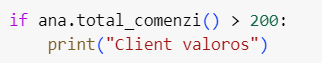 if ana.total_comenzi() > 200:
    print("Client valoros")